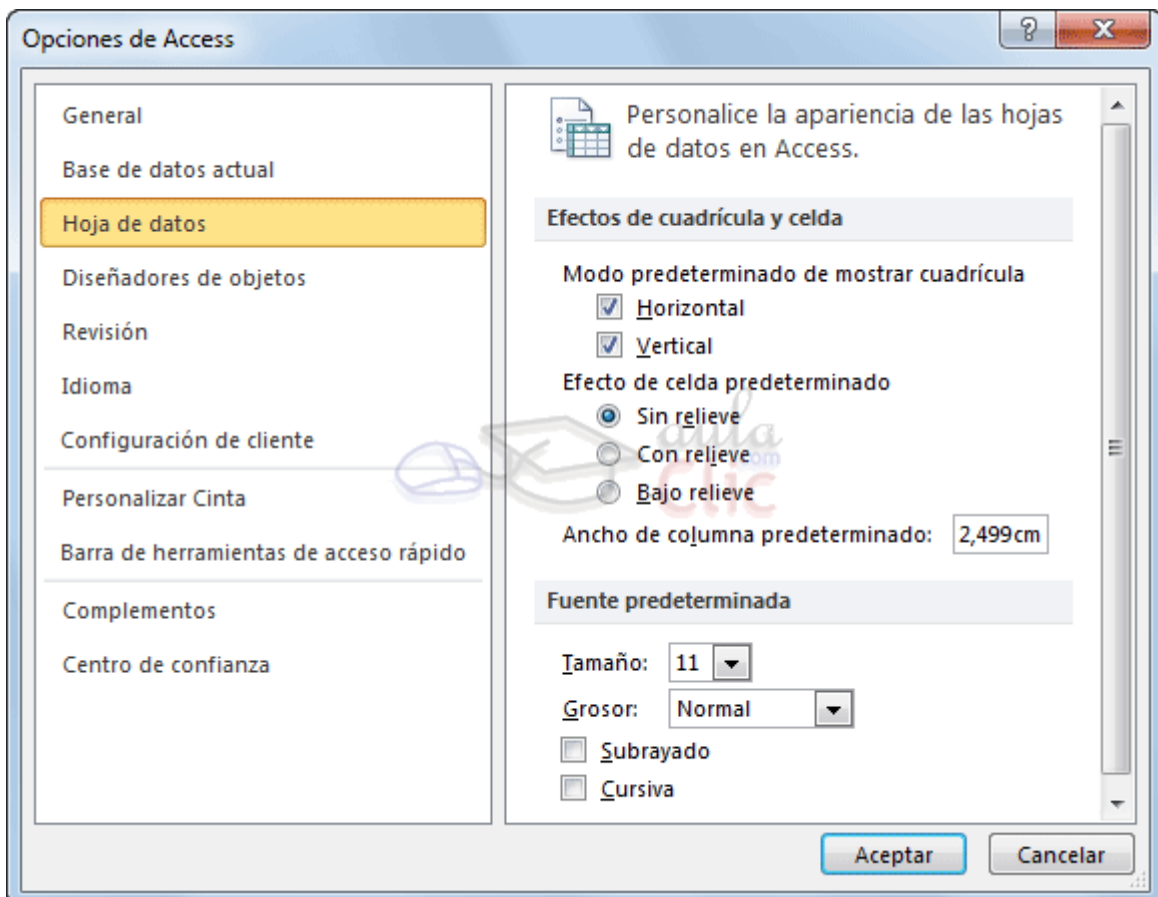 Opciones de Access
General
Base de datos actual
Hoja de datos
Diseñadores de objetos
Revisión
Idioma
Configuración de cliente
Personalizar Cinta
Barra de herramientas de acceso rápido
Complementos
Centro de confianza
Personalice la apariencia de las hojas
de datos en Access.
Efectos de cuadrícula y celda
Modo predeterminado de mostrar cuadrícula
Horizontal
Vertical
Efecto de celda predeterminado
Sin relieve
Con relieve
Bajo relieve
Ancho de columna predeterminado: 2,499cm
Fuente predeterminada
Tamaño: 11
Grosor: Normal
Subrayado
Cursiva
Aceptar Cancelar
aula
.com
Clic